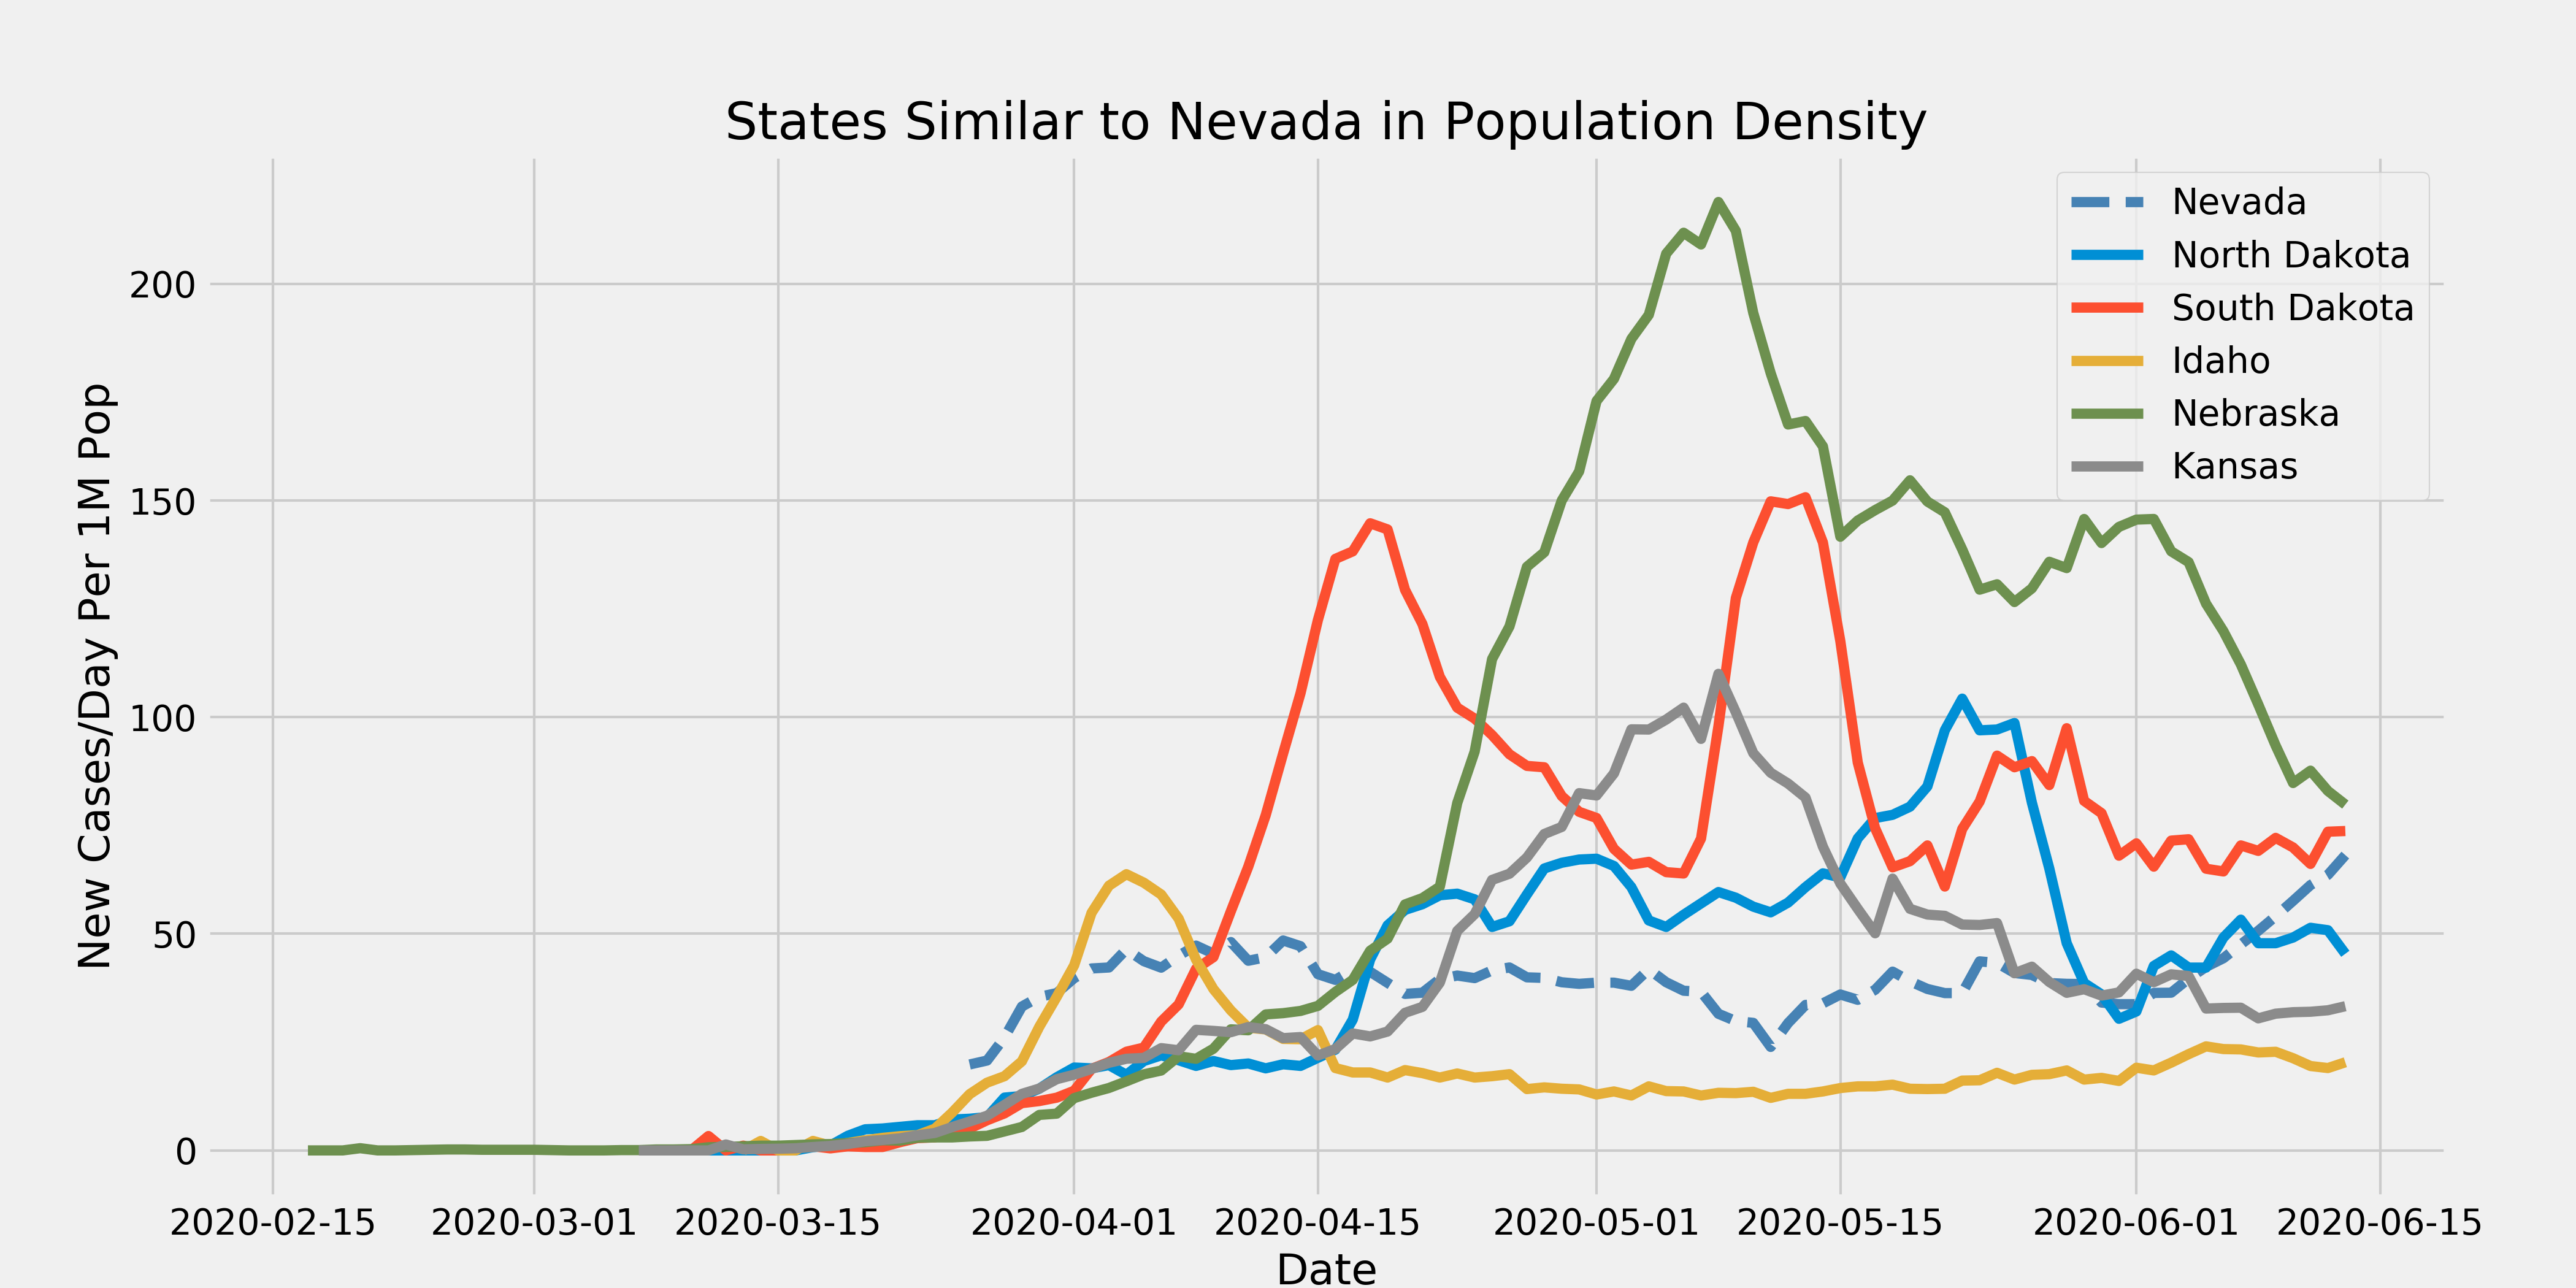 States Similar to Nevada in Population Density
New Cases/Day Per 1M Pop
200
150
100
50
0
Nevada
North Dakota
South Dakota
Idaho
Nebraska
Kansas
2020-02-15
2020-03-01
2020-03-15
2020-04-01
2020-04-15
2020-05-01
2020-05-15
2020-06-01
2020-06-15
Date